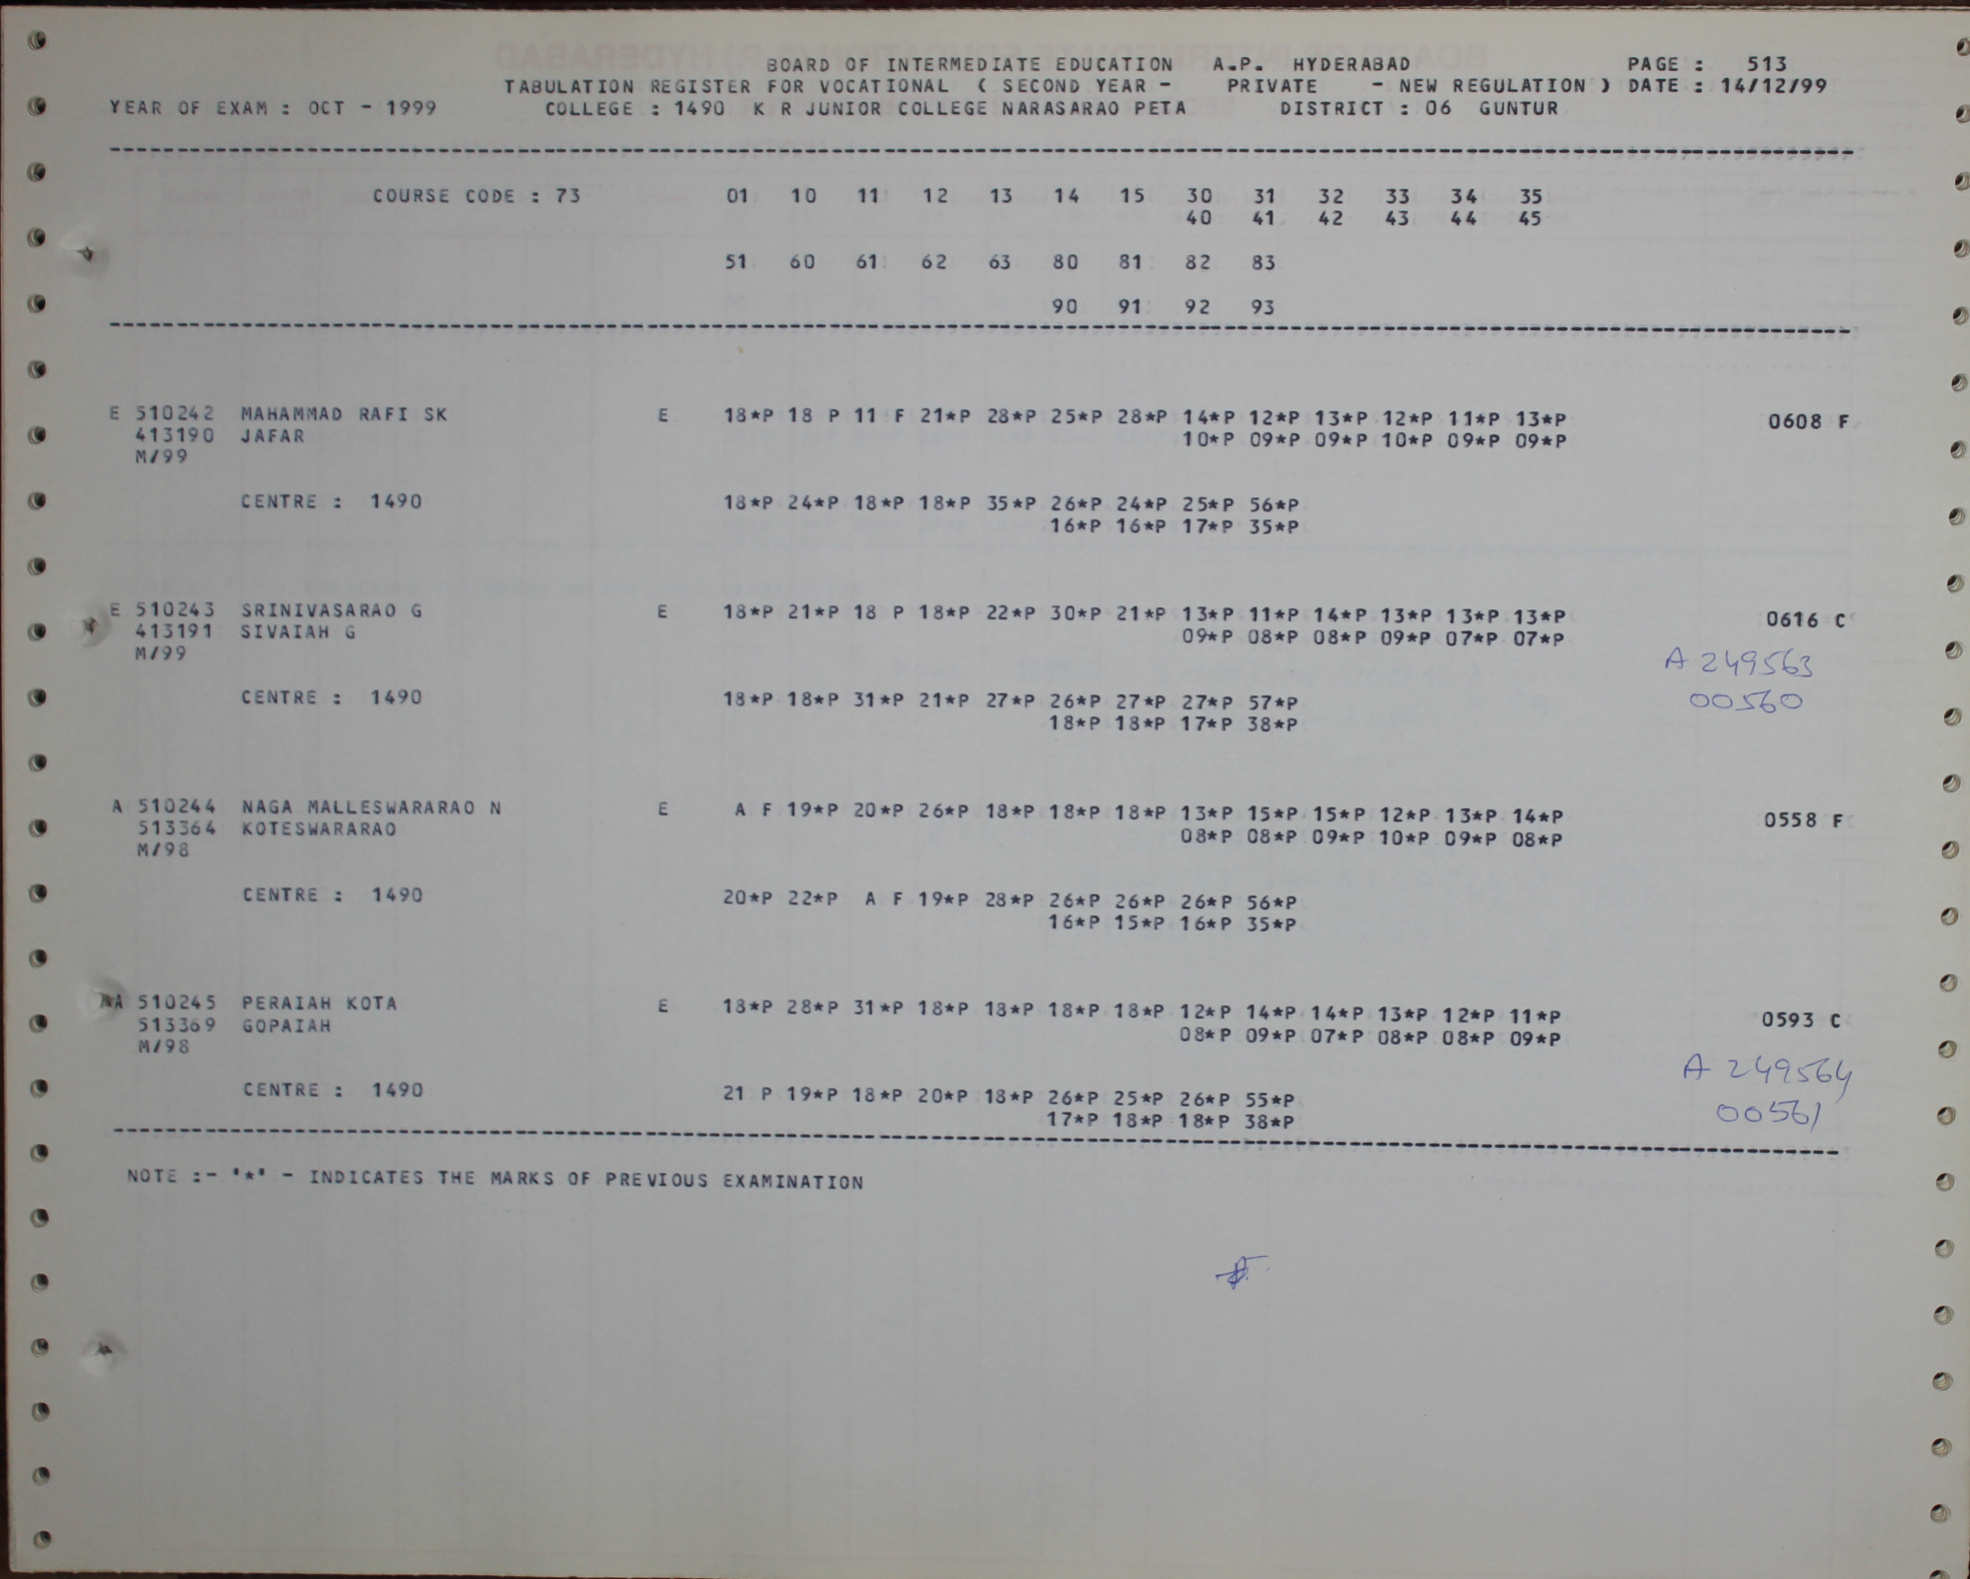 BOARD OF INTERMEDIATE EDUCATION A.P. HYDERABAD PAGE : 513
TABULATION REGISTER FOR VOCATIONAL ( SECOND YEAR - PRIVATE - NEW REGULATION ) DATE : 14/12/99
YEAR OF EXAM : OCT - 1999 COLLEGE : 1490 K R JUNIOR COLLEGE NARASARAO PETA DISTRICT : 06 GUNTUR
COURSE CODE : 73 01 10 11 12 13 14 15 30 31 32 33 34 35
40 41 42 43 44 45
51 60 61 62 63 80 81 82 83
90 91 92 93
E 510242 MAHAMMAD RAFI SK E 18*P 18 P 11 F 21*P 28*P 25*P 28*P 14*P 12*P 13*P 12*P 11*P 13*P 0608 F
413190 JAFAR 10*P 09*P 09*P 10*P 09*P 09*P
M/99
CENTRE : 1490 18*P 24*P 18*P 18*P 35*P 26*P 24*P 25*P 56*P
16*P 16*P 17*P 35*P
E 510243 SRINIVASARAO G E 18*P 21*P 18 P 18*P 22*P 30*P 21*P 13*P 11*P 14*P 13*P 13*P 13*P 0616 C
413191 SIVAIAH G 09*P 08*P 08*P 09*P 07*P 07*P
M/99
A 249563
00560
CENTRE : 1490 18*P 18*P 31*P 21*P 27*P 26*P 27*P 27*P 57*P
18*P 18*P 17*P 38*P
A 510244 NAGA MALLESWARARAO N E A F 19*P 20*P 26*P 18*P 18*P 18*P 13*P 15*P 15*P 12*P 13*P 14*P 0558 F
513364 KOTESWARARAO 08*P 08*P 09*P 10*P 09*P 08*P
M/98
CENTRE : 1490 20*P 22*P A F 19*P 28*P 26*P 26*P 26*P 56*P
16*P 15*P 16*P 35*P
AA 510245 PERAIAH KOTA E 18*P 28*P 31*P 18*P 18*P 18*P 18*P 12*P 14*P 14*P 13*P 12*P 11*P 0593 C
513369 GOPAIAH 08*P 09*P 07*P 08*P 08*P 09*P
M/98
A 249564
00561
CENTRE : 1490 21 P 19*P 18*P 20*P 18*P 26*P 25*P 26*P 55*P
17*P 18*P 18*P 38*P
NOTE :- '*' - INDICATES THE MARKS OF PREVIOUS EXAMINATION